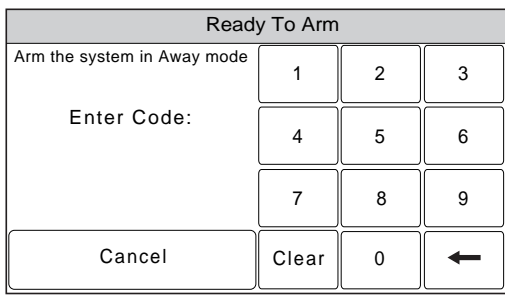 Ready To Arm
Arm the system in Away mode
1 2 3
Enter Code:
4 5 6
7 8 9
Cancel Clear 0 ←